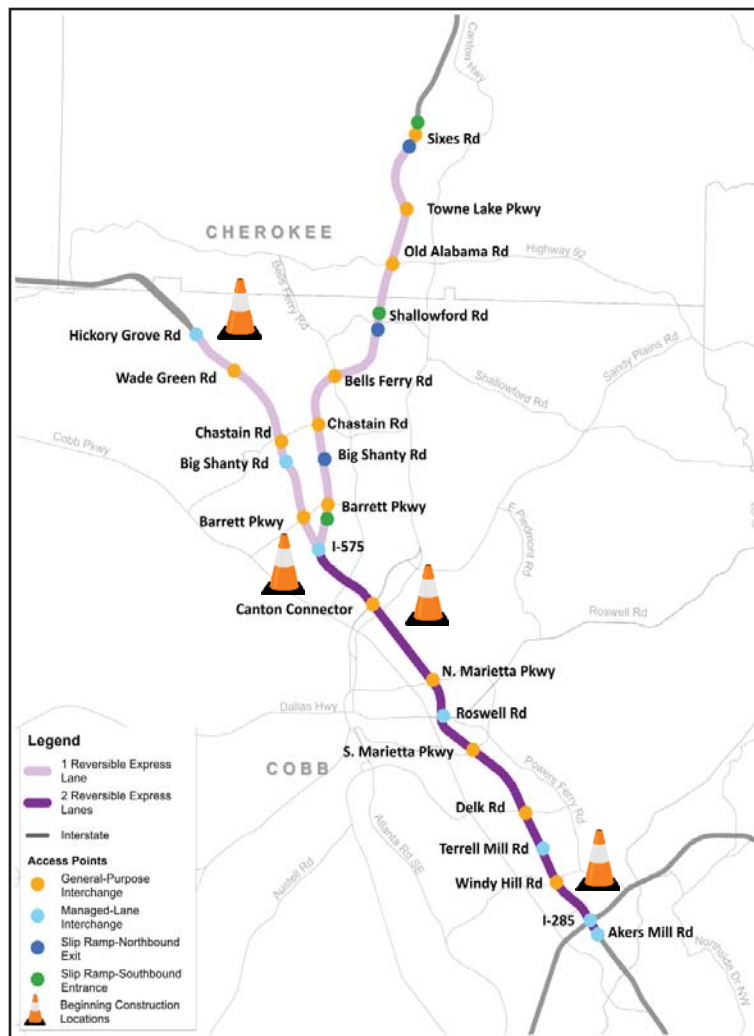 Canton Hwy
Sixes Rd
Towne Lake Pkwy
CHEROKEE
Old Alabama Rd
Highway 92
Bells Ferry Rd
Shallowford Rd
Hickory Grove Rd
Sandy Plains Rd
Wade Green Rd
Bells Ferry Rd
Shallowford Rd
Chastain Rd
Chastain Rd
Cobb Pkwy
Big Shanty Rd
Big Shanty Rd
Barrett Pkwy
Barrett Pkwy
E Piedmont Rd
I-575
Canton Connector
Roswell Rd
N. Marietta Pkwy
Dallas Hwy
Roswell Rd
S. Marietta Pkwy
COBB
Powers Ferry Rd
Delk Rd
Atlanta Rd SE
Terrell Mill Rd
Austell Rd
Windy Hill Rd
I-285
Akers Mill Rd
Northside Dr NW
Legend
1 Reversible Express
Lane
2 Reversible Express
Lanes
Interstate
Access Points
General-Purpose
Interchange
Managed-Lane
Interchange
Slip Ramp-Northbound
Exit
Slip Ramp-Southbound
Entrance
Beginning Construction
Locations